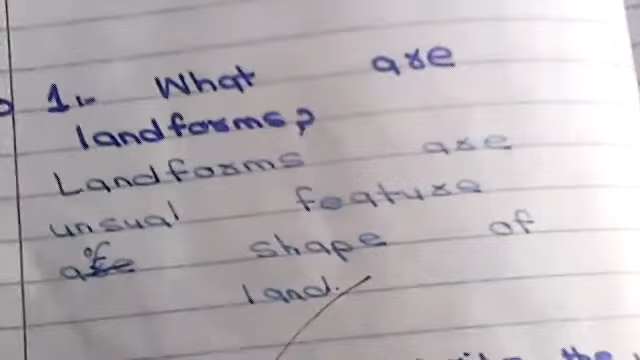 1. What are
landforms?
Landforms are
unsual feature
of shape of
land.